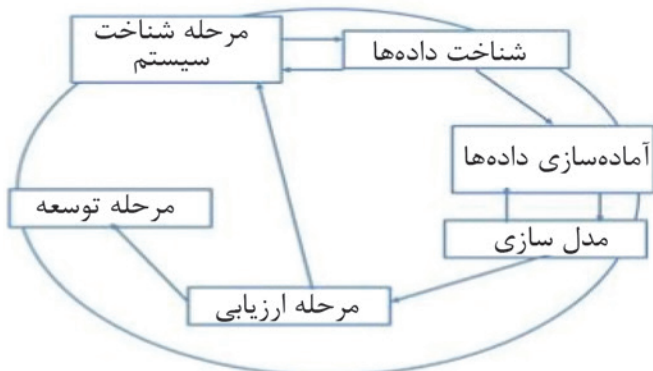 مرحله شناخت
سیستم
شناخت داده‌ها
آماده‌سازی داده‌ها
مدل سازی
مرحله ارزیابی
مرحله توسعه